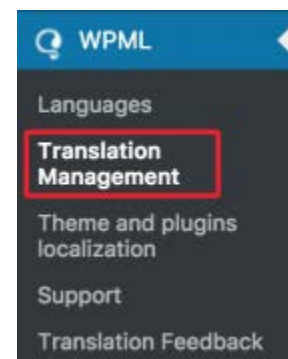 WPML
Languages
Translation
Management
Theme and plugins
localization
Support
Translation Feedback